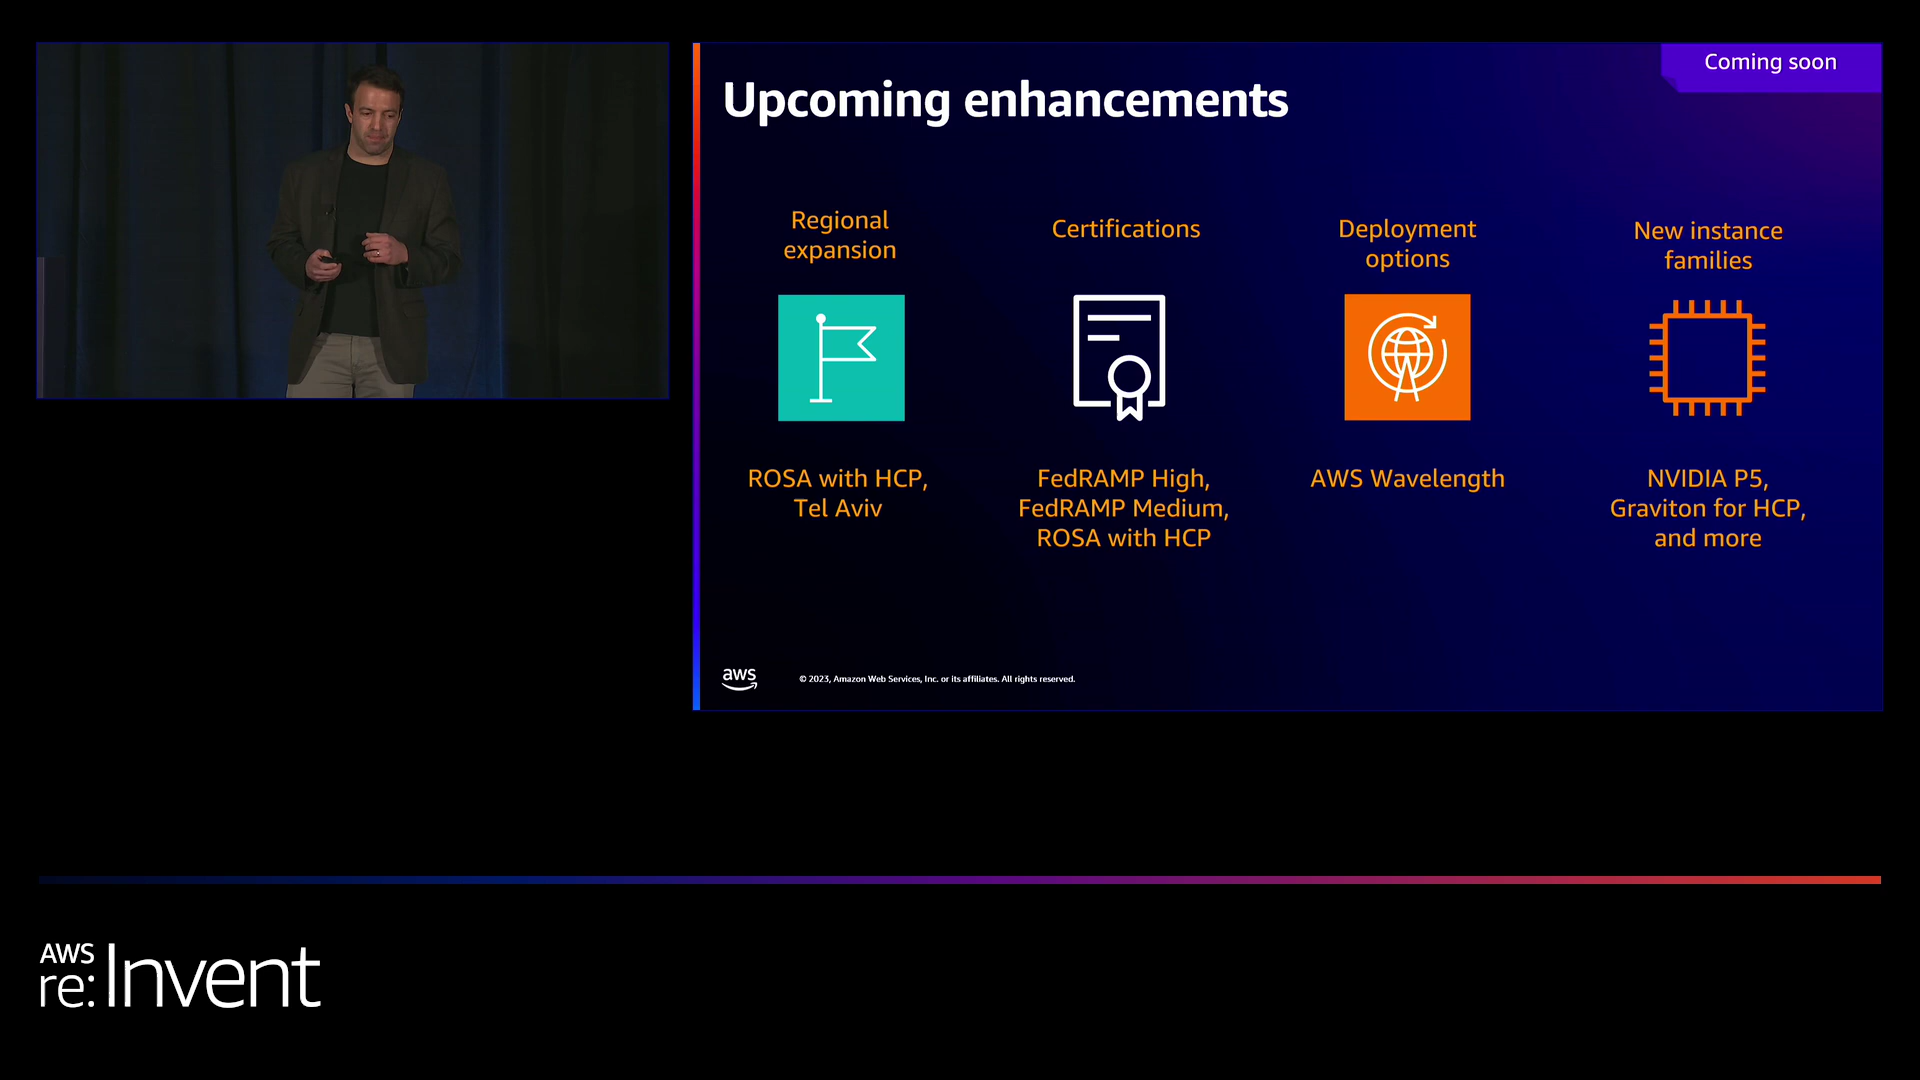 Coming soon
Upcoming enhancements
Regional
expansion
Certifications
Deployment
options
New instance
families
ROSA with HCP,
Tel Aviv
FedRAMP High,
FedRAMP Medium,
ROSA with HCP
AWS Wavelength
NVIDIA P5,
Graviton for HCP,
and more
aws
© 2023, Amazon Web Services, Inc. or its affiliates. All rights reserved.
AWS
re:Invent